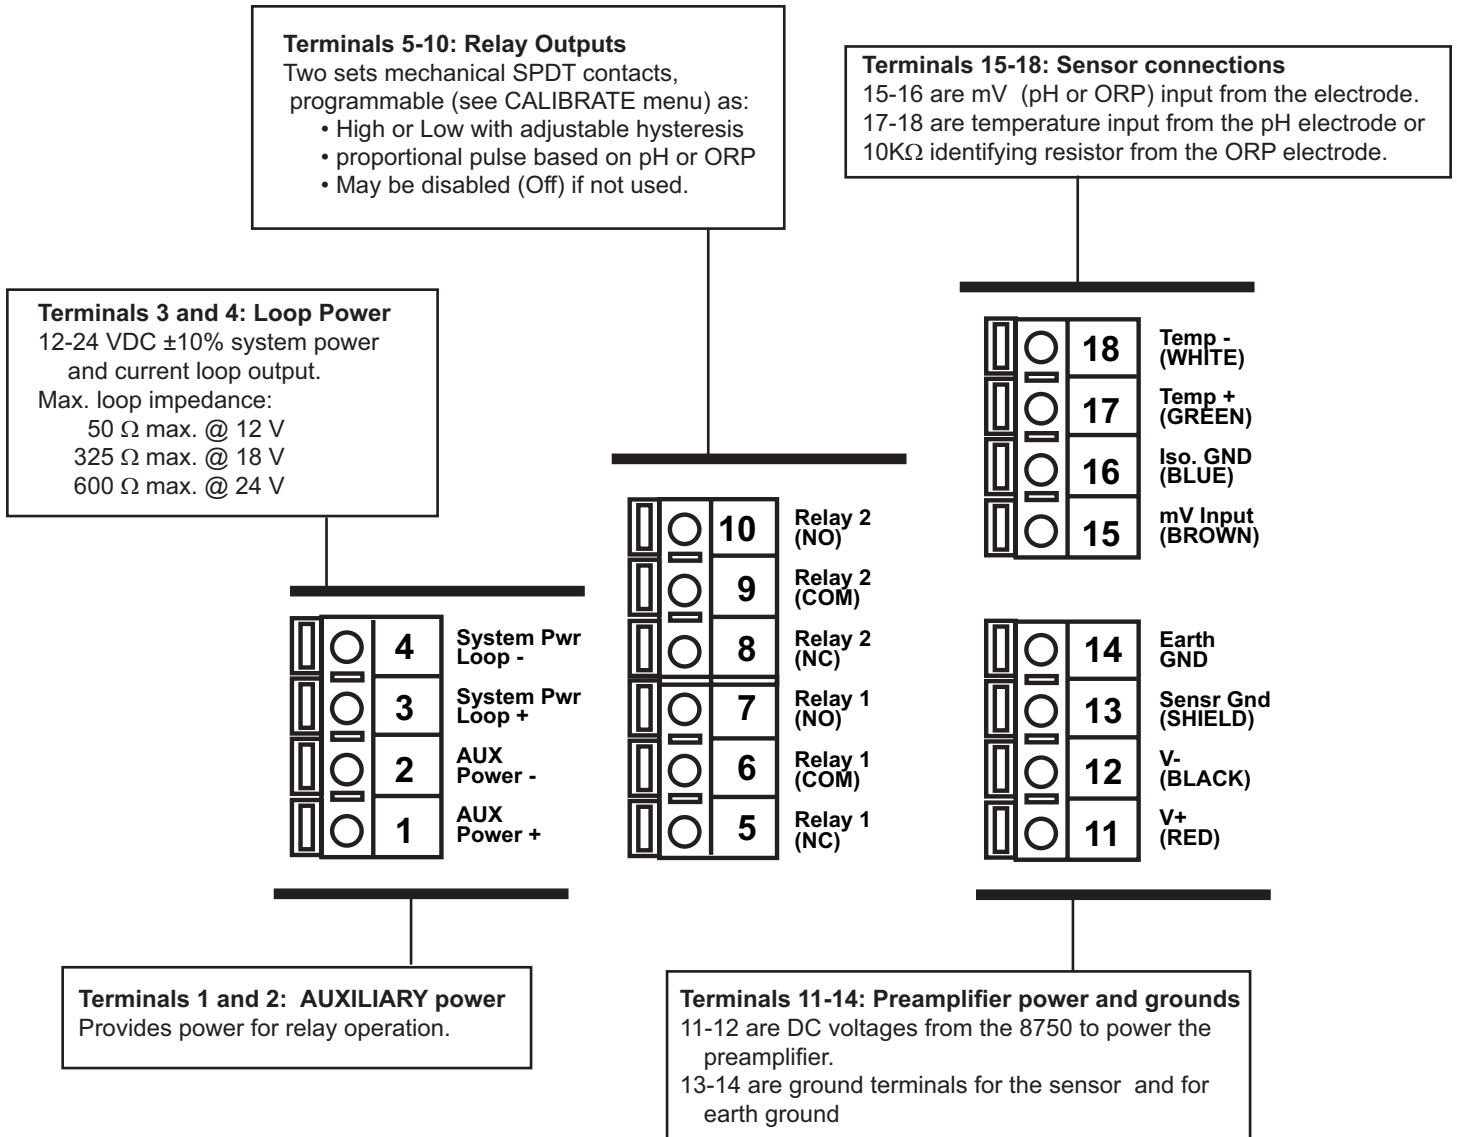 Terminals 5-10: Relay Outputs
Two sets mechanical SPDT contacts,
programmable (see CALIBRATE menu) as:
• High or Low with adjustable hysteresis
• proportional pulse based on pH or ORP
• May be disabled (Off) if not used.
Terminals 15-18: Sensor connections
15-16 are mV (pH or ORP) input from the electrode.
17-18 are temperature input from the pH electrode or
10KΩ identifying resistor from the ORP electrode.
Terminals 3 and 4: Loop Power
12-24 VDC ±10% system power
and current loop output.
Max. loop impedance:
50 Ω max. @ 12 V
325 Ω max. @ 18 V
600 Ω max. @ 24 V
4 System Pwr
Loop -
3 System Pwr
Loop +
2 AUX
Power -
1 AUX
Power +
10 Relay 2
(NO)
9 Relay 2
(COM)
8 Relay 2
(NC)
7 Relay 1
(NO)
6 Relay 1
(COM)
5 Relay 1
(NC)
18 Temp -
(WHITE)
17 Temp +
(GREEN)
16 Iso. GND
(BLUE)
15 mV Input
(BROWN)
14 Earth
GND
13 Sensr Gnd
(SHIELD)
12 V-
(BLACK)
11 V+
(RED)
Terminals 1 and 2: AUXILIARY power
Provides power for relay operation.
Terminals 11-14: Preamplifier power and grounds
11-12 are DC voltages from the 8750 to power the
preamplifier.
13-14 are ground terminals for the sensor and for
earth ground